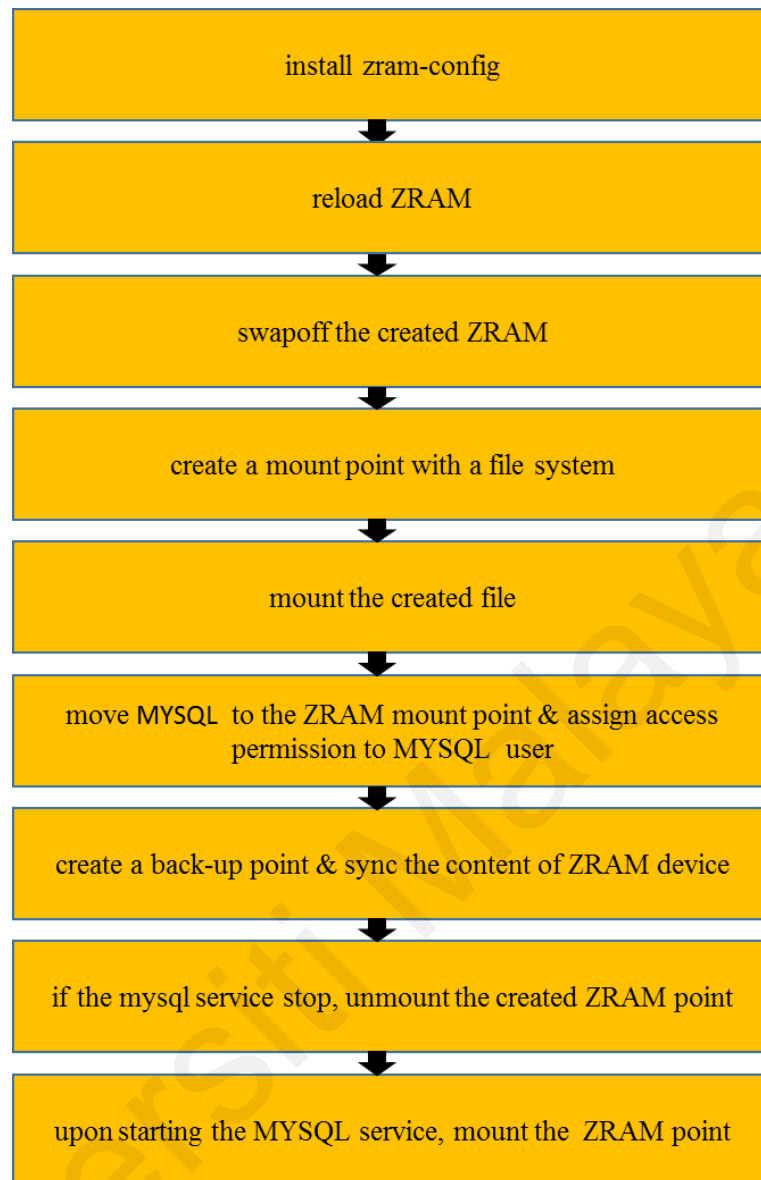 install zram-config
reload ZRAM
swapoff the created ZRAM
create a mount point with a file system
mount the created file
move MYSQL to the ZRAM mount point & assign access
permission to MYSQL user
create a back-up point & sync the content of ZRAM device
if the mysql service stop, unmount the created ZRAM point
upon starting the MYSQL service, mount the ZRAM point
ersiti Malaya